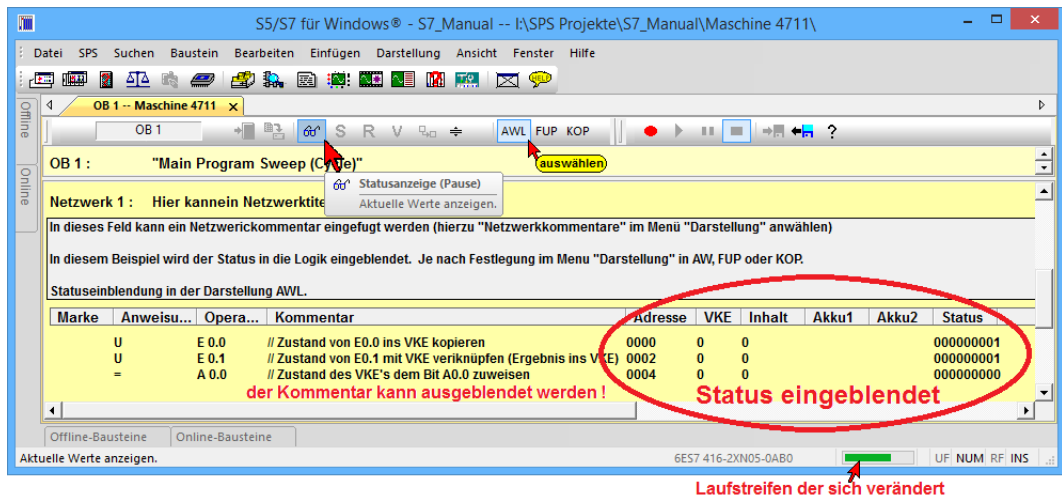 S5/S7 für Windows® - S7_Manual -- I:\SPS Projekte\S7_Manual\Maschine 4711\
Datei SPS Suchen Baustein Bearbeiten Einfügen Darstellung Ansicht Fenster Hilfe
HELP
Offline
Online
OB 1 -- Maschine 4711 x
OB 1 S R V AWL FUP KOP ?
OB 1 : "Main Program Sweep (Cycle)"
auswählen
Statusanzeige (Pause)
Aktuelle Werte anzeigen.
Netzwerk 1 : Hier kannein Netzwerktite
In dieses Feld kann ein Netzwerickommentar eingefugt werden (hierzu "Netzwerkkommentare" im Menü "Darstellung" anwählen)
In diesem Beispiel wird der Status in die Logik eingeblendet. Je nach Festlegung im Menu "Darstellung" in AW, FUP oder KOP.
Statuseinblendung in der Darstellung AWL.
Marke Anweisu... Opera... Kommentar Adresse VKE Inhalt Akku1 Akku2 Status
U E 0.0 // Zustand von E0.0 ins VKE kopieren 0000 0 0 000000001
U E 0.1 // Zustand von E0.1 mit VKE veriknüpfen (Ergebnis ins VKE) 0002 0 0 000000001
= A 0.0 // Zustand des VKE's dem Bit A0.0 zuweisen 0004 0 0 000000000
der Kommentar kann ausgeblendet werden !
Status eingeblendet
Offline-Bausteine Online-Bausteine
Aktuelle Werte anzeigen. 6ES7 416-2XN05-0AB0 UF NUM RF INS
Laufstreifen der sich verändert